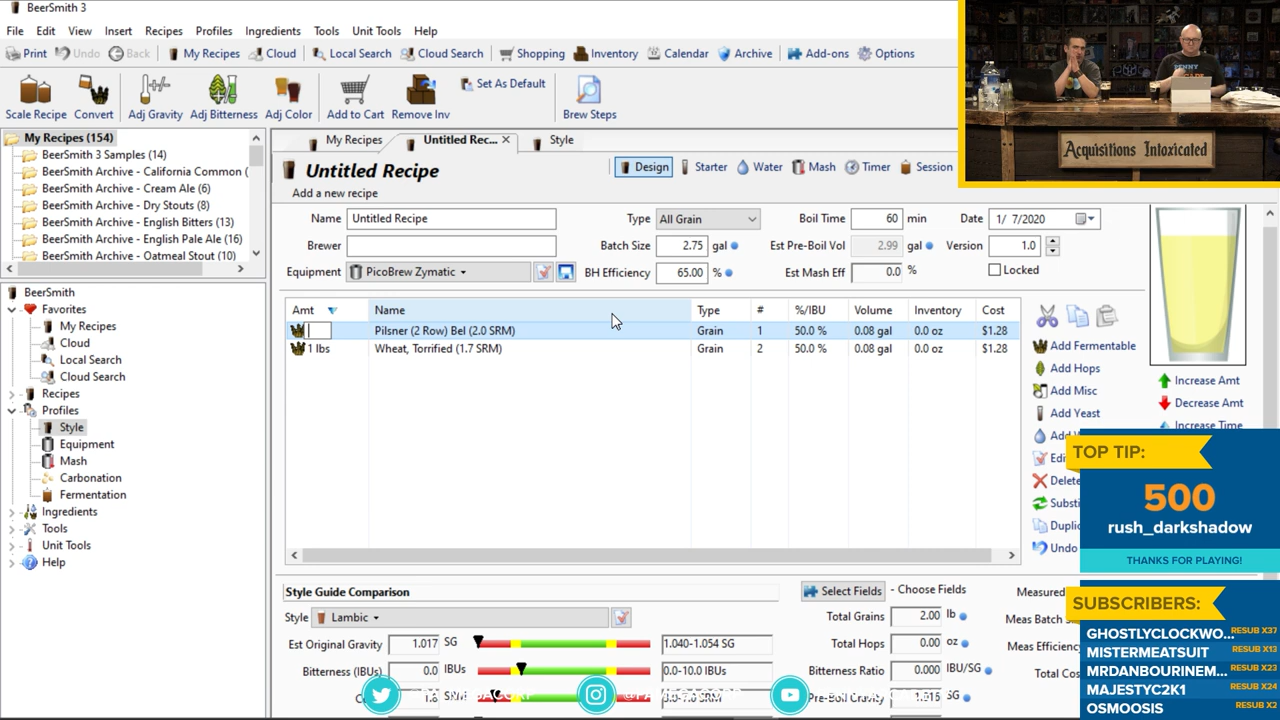 BeerSmith 3
File Edit View Insert Recipes Profiles Ingredients Tools Unit Tools Help
Print Undo Back My Recipes Cloud Local Search Cloud Search Shopping Inventory Calendar Archive Add-ons Options
Scale Recipe Convert Adj Gravity Adj Bitterness Adj Color Add to Cart Remove Inv Set As Default Brew Steps
Acquisitions Intoxicated
My Recipes (154)
BeerSmith 3 Samples (14)
BeerSmith Archive - California Common (
BeerSmith Archive - Cream Ale (6)
BeerSmith Archive - Dry Stouts (8)
BeerSmith Archive - English Bitters (13)
BeerSmith Archive - English Pale Ale (16)
BeerSmith Archive - Oatmeal Stout (10)
BeerSmith
Favorites
My Recipes
Cloud
Local Search
Cloud Search
Recipes
Profiles
Style
Equipment
Mash
Carbonation
Fermentation
Ingredients
Tools
Unit Tools
Help
My Recipes Untitled Rec... Style
Untitled Recipe
Design Starter Water Mash Timer Session
Add a new recipe
Name Untitled Recipe Type All Grain Boil Time 60 min Date 1/ 7/2020
Brewer Batch Size 2.75 gal Est Pre-Boil Vol 2.99 gal Version 1.0
Equipment PicoBrew Zymatic BH Efficiency 65.00 % Est Mash Eff 0.0 % Locked
Amt Name Type # %/IBU Volume Inventory Cost
Pilsner (2 Row) Bel (2.0 SRM) Grain 1 50.0 % 0.08 gal 0.0 oz $1.28
1 lbs Wheat, Torrified (1.7 SRM) Grain 2 50.0 % 0.08 gal 0.0 oz $1.28
Add Fermentable
Add Hops
Add Misc
Add Yeast
Add
Delete
Undo
Increase Amt
Decrease Amt
Increase Time
Style Guide Comparison
Style Lambic
Est Original Gravity 1.017 SG 1.040-1.054 SG
Bitterness (IBUs) 0.0 IBUs 0.0-10.0 IBUs
Select Fields - Choose Fields
Total Grains 2.00 lb
Total Hops 0.00 oz
Bitterness Ratio 0.000 IBU/SG
SG
Measured
Meas Batch
Meas Efficiency
TOP TIP:
500
rush_darkshadow
THANKS FOR PLAYING!
SUBSCRIBERS:
GHOSTLYCLOCKWO... RESUB X37
MISTERMEATSUIT RESUB X13
MRDANBOURINEM... RESUB X23
MAJESTYC2K1 RESUB X24
OSMOOSIS RESUB X2